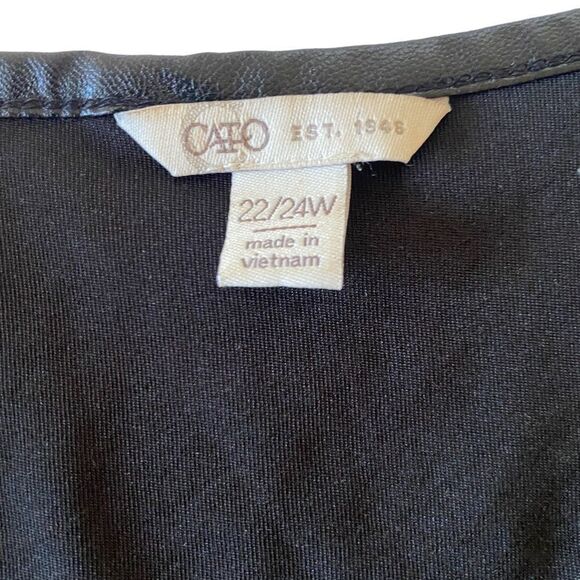 CATO EST. 1946
22/24W
made in
vietnam